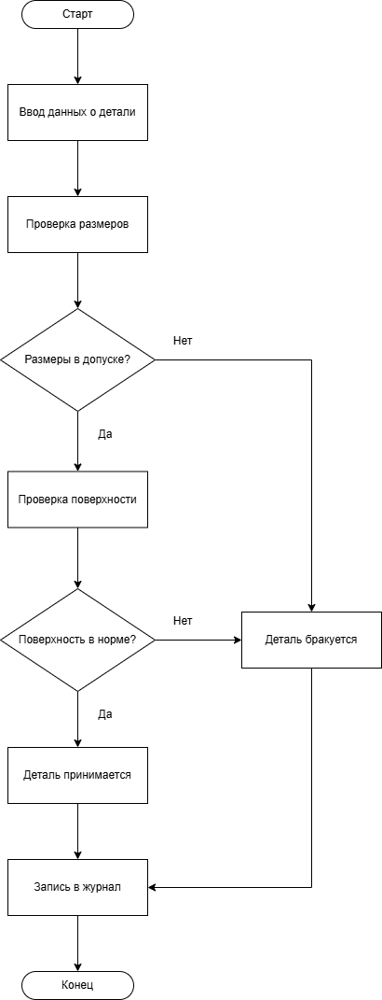 Старт
Ввод данных о детали
Проверка размеров
Размеры в допуске?
Нет
Да
Проверка поверхности
Поверхность в норме?
Нет
Деталь бракуется
Да
Деталь принимается
Запись в журнал
Конец